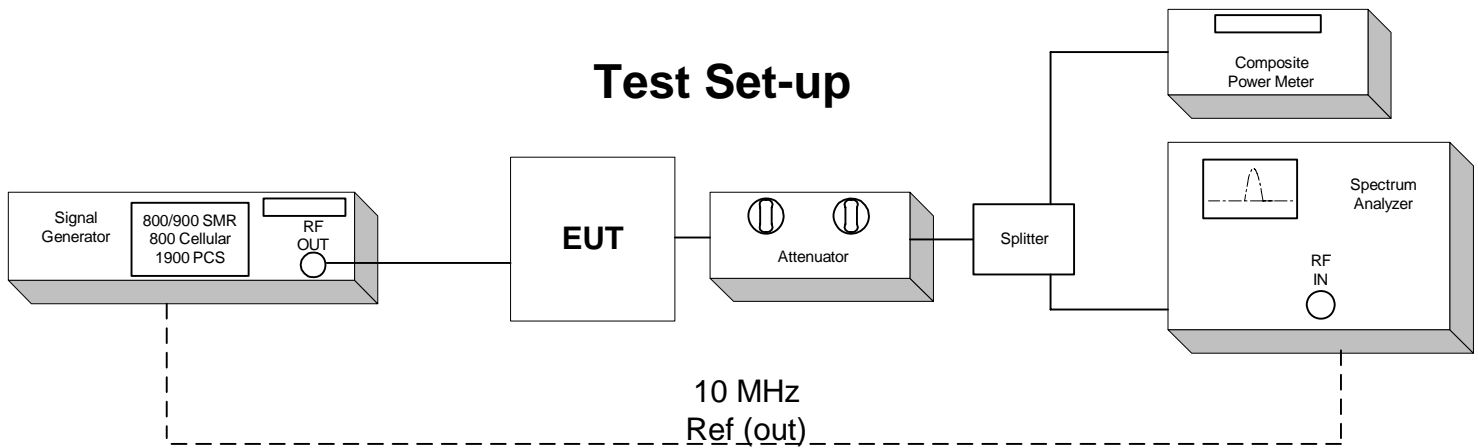 Test Set-up
Composite
Power Meter
Signal
Generator
800/900 SMR
800 Cellular
1900 PCS
RF
OUT
EUT
Attenuator
Splitter
Spectrum
Analyzer
RF
IN
10 MHz
Ref (out)